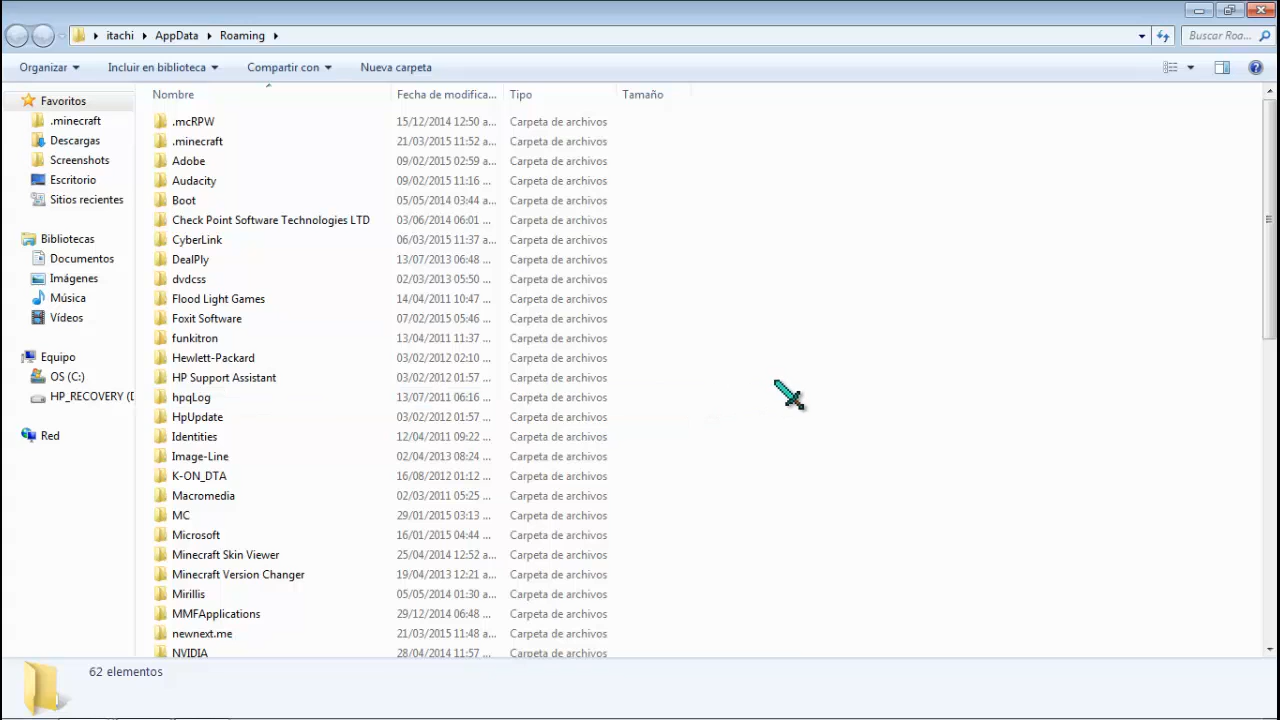 itachi AppData Roaming Buscar Roa...
Organizar Incluir en biblioteca Compartir con Nueva carpeta
Favoritos
.minecraft
Descargas
Screenshots
Escritorio
Sitios recientes
Bibliotecas
Documentos
Imágenes
Música
Vídeos
Equipo
OS (C:)
HP_RECOVERY (D
Red
Nombre Fecha de modifica... Tipo Tamaño
.mcRPW 15/12/2014 12:50 a... Carpeta de archivos
.minecraft 21/03/2015 11:52 a... Carpeta de archivos
Adobe 09/02/2015 02:59 a... Carpeta de archivos
Audacity 09/02/2015 11:16 ... Carpeta de archivos
Boot 05/05/2014 03:44 a... Carpeta de archivos
Check Point Software Technologies LTD 03/06/2014 06:01 ... Carpeta de archivos
CyberLink 06/03/2015 11:37 a... Carpeta de archivos
DealPly 13/07/2013 06:48 ... Carpeta de archivos
dvdcss 02/03/2013 05:50 ... Carpeta de archivos
Flood Light Games 14/04/2011 10:47 ... Carpeta de archivos
Foxit Software 07/02/2015 05:46 ... Carpeta de archivos
funkitron 13/04/2011 11:37 ... Carpeta de archivos
Hewlett-Packard 03/02/2012 02:10 ... Carpeta de archivos
HP Support Assistant 03/02/2012 01:57 ... Carpeta de archivos
hpqLog 13/07/2011 06:16 ... Carpeta de archivos
HpUpdate 03/02/2012 01:57 ... Carpeta de archivos
Identities 12/04/2011 09:22 ... Carpeta de archivos
Image-Line 02/04/2013 08:24 ... Carpeta de archivos
K-ON_DTA 16/08/2012 01:12 ... Carpeta de archivos
Macromedia 02/03/2011 05:25 ... Carpeta de archivos
MC 29/01/2015 03:13 ... Carpeta de archivos
Microsoft 16/01/2015 04:44 ... Carpeta de archivos
Minecraft Skin Viewer 25/04/2014 12:52 a... Carpeta de archivos
Minecraft Version Changer 19/04/2013 12:21 a... Carpeta de archivos
Mirillis 05/05/2014 01:30 a... Carpeta de archivos
MMFApplications 29/12/2014 06:48 ... Carpeta de archivos
newnext.me 21/03/2015 11:48 a... Carpeta de archivos
NVIDIA 28/04/2014 11:57 ... Carpeta de archivos
62 elementos